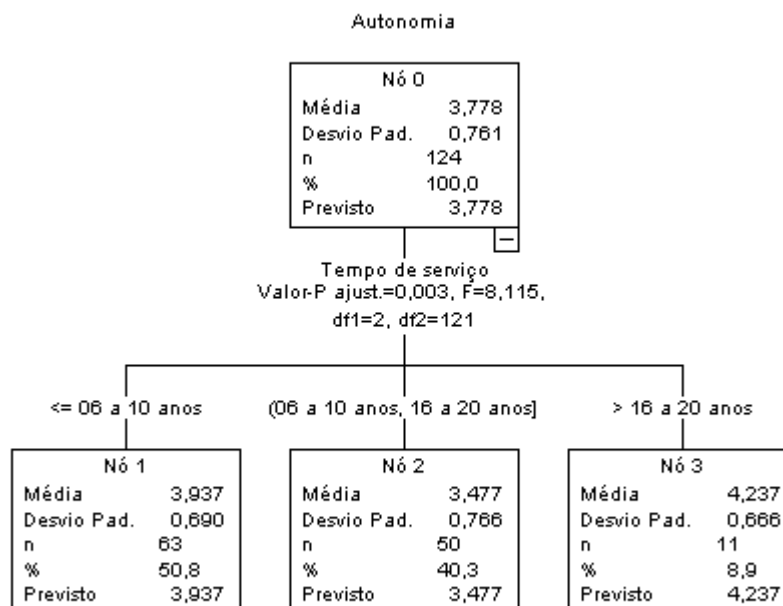 Autonomia
Nó 0
Média 3,778
Desvio Pad. 0,761
n 124
% 100,0
Previsto 3,778
Tempo de serviço
Valor-P ajust.=0,003, F=8,115,
df1=2, df2=121
<= 06 a 10 anos
(06 a 10 anos, 16 a 20 anos]
> 16 a 20 anos
Nó 1
Média 3,937
Desvio Pad. 0,690
n 63
% 50,8
Previsto 3,937
Nó 2
Média 3,477
Desvio Pad. 0,766
n 50
% 40,3
Previsto 3,477
Nó 3
Média 4,237
Desvio Pad. 0,666
n 11
% 8,9
Previsto 4,237